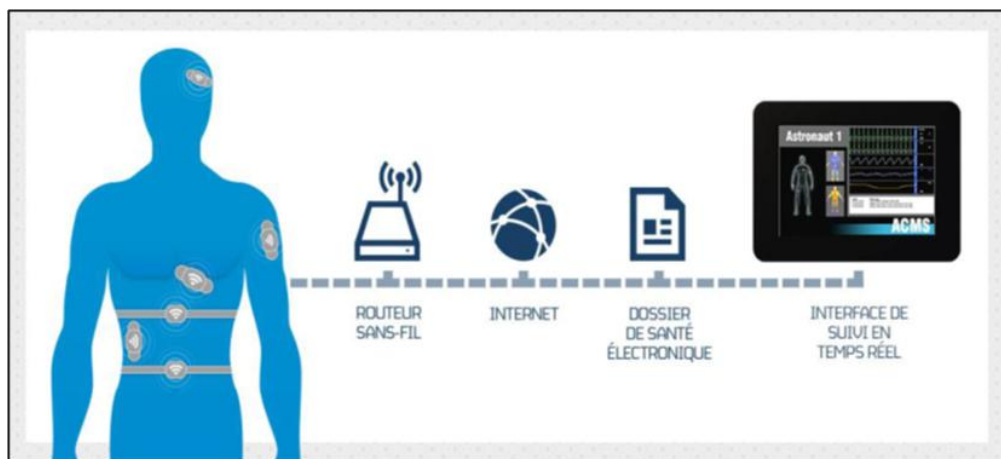 Astronaut 1
ACMS
ROUTEUR
SANS-FIL
INTERNET
DOSSIER
DE SANTÉ
ÉLECTRONIQUE
INTERFACE DE
SUIVI EN
TEMPS RÉEL